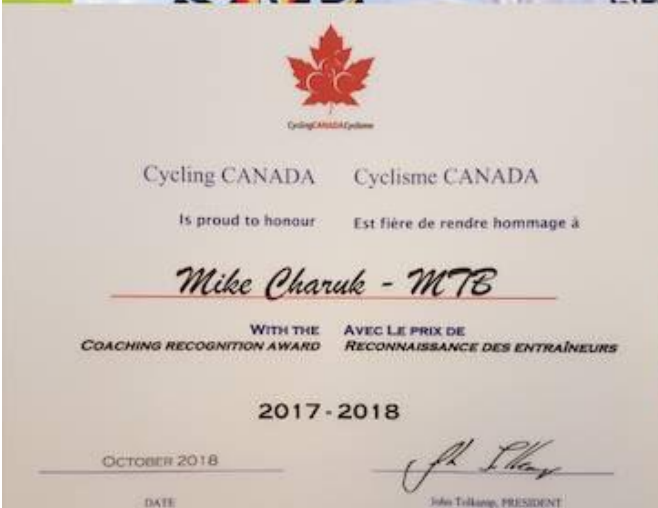 CyclingCANADACyclisme
Cycling CANADA Cyclisme CANADA
Is proud to honour Est fière de rendre hommage à
Mike Charuk - MTB
WITH THE AVEC LE PRIX DE
COACHING RECOGNITION AWARD RECONNAISSANCE DES ENTRAÎNEURS
2017-2018
OCTOBER 2018
DATE John Tolkamp, PRESIDENT